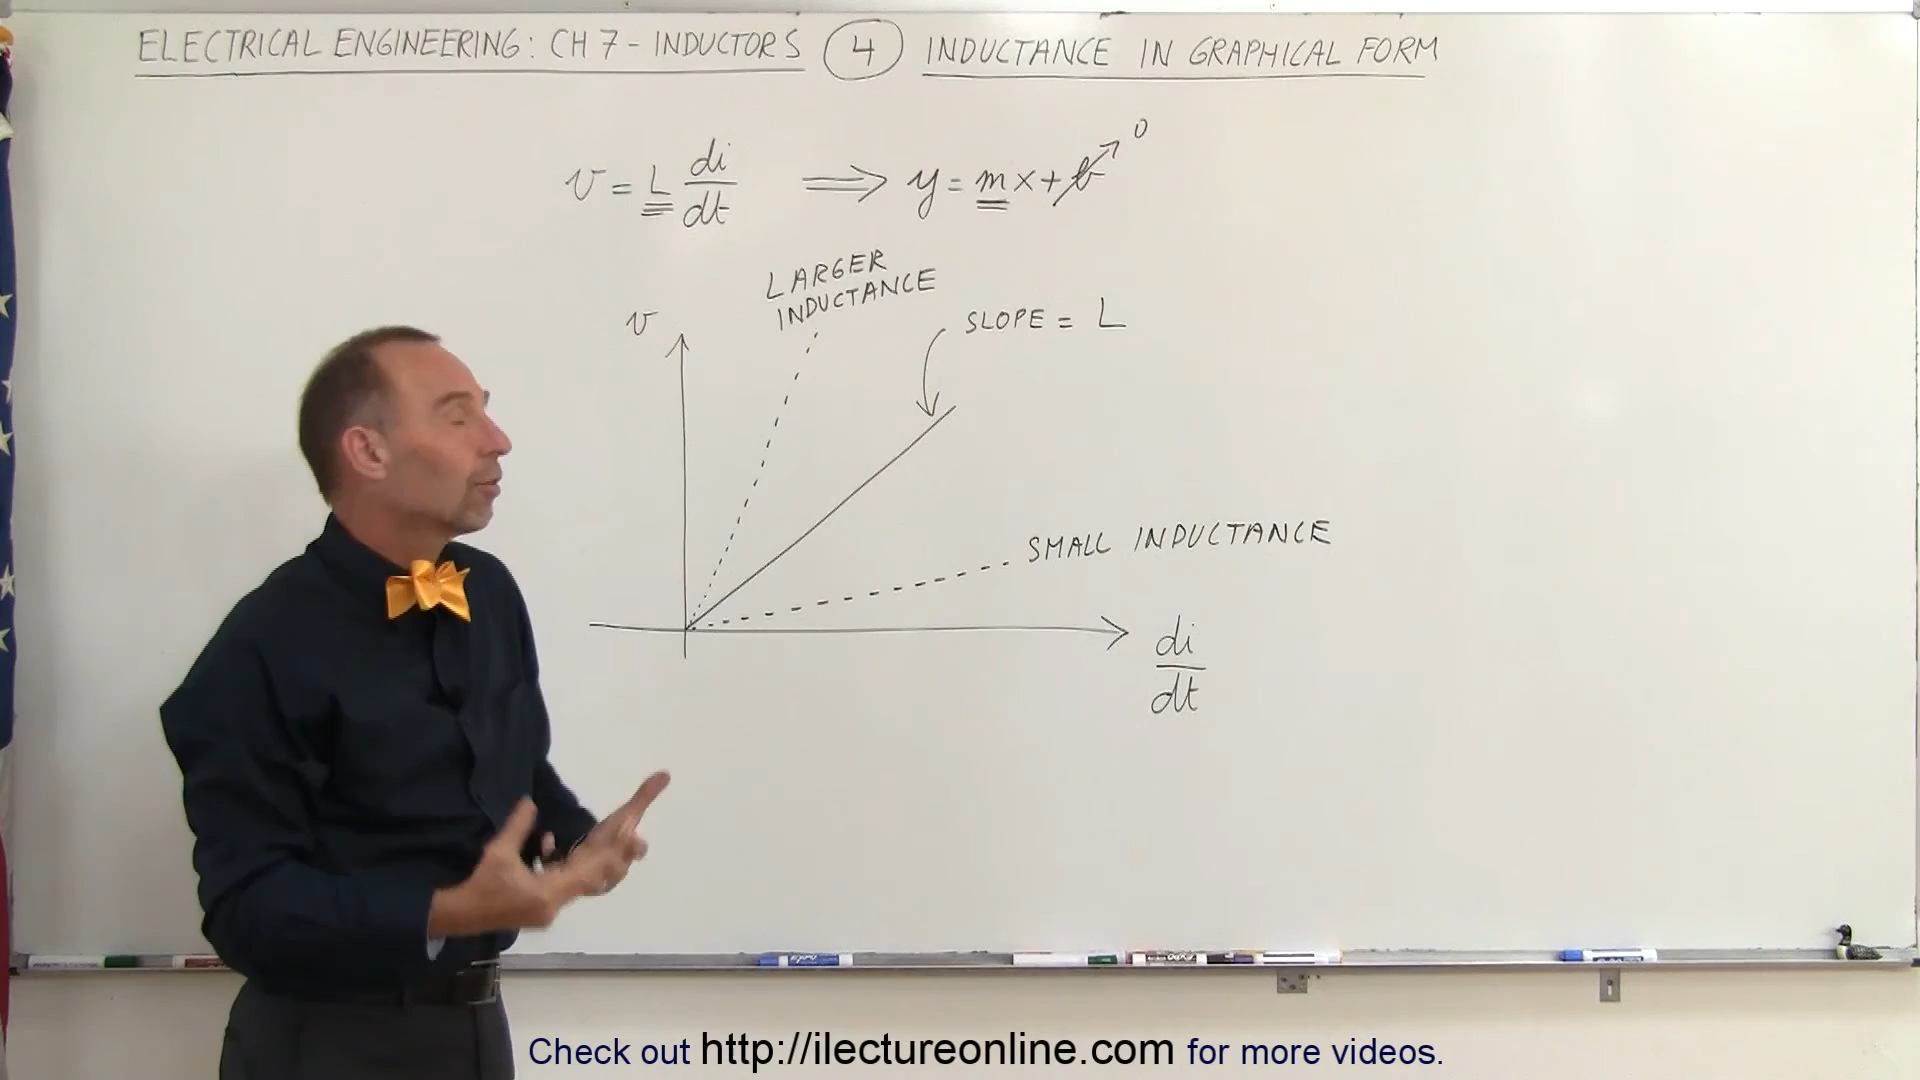 ELECTRICAL ENGINEERING: CH 7 - INDUCTORS 4 INDUCTANCE IN GRAPHICAL FORM
v = L di/dt ⟹ y = mx + b 0
LARGER
INDUCTANCE
v
SLOPE = L
SMALL INDUCTANCE
di/dt
Check out http://ilectureonline.com for more videos.